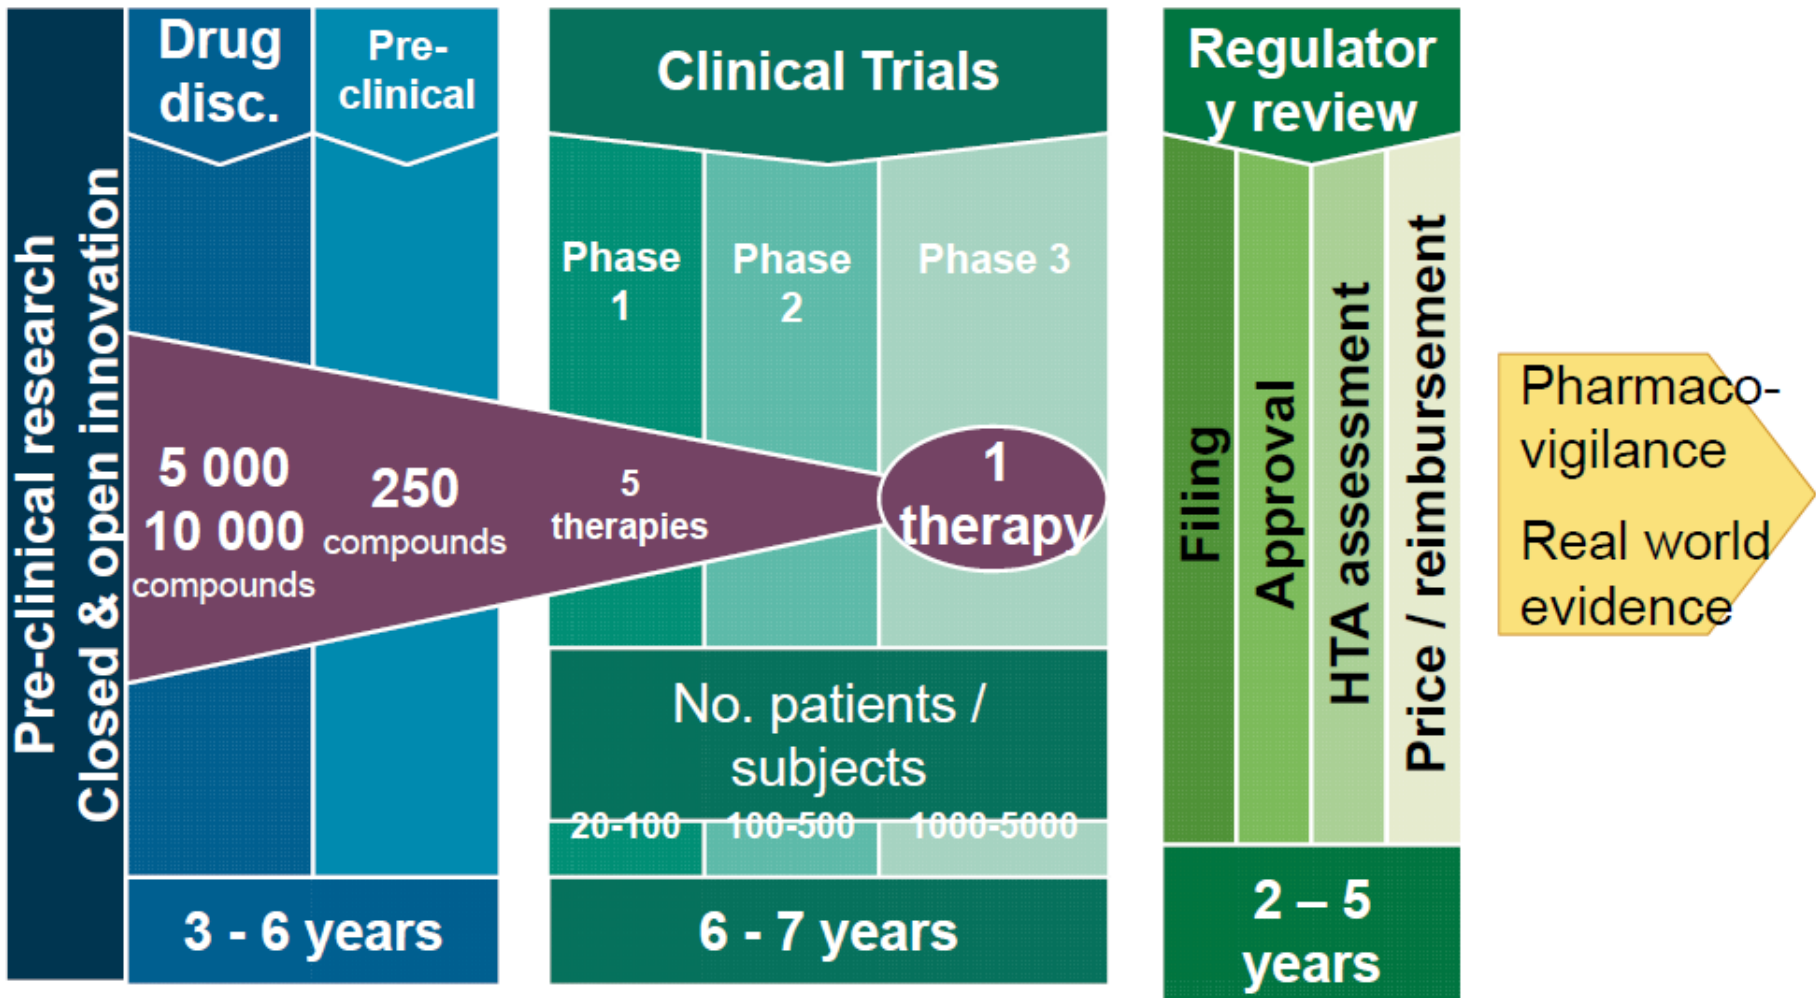 Pre-clinical research
Closed & open innovation
Drug
disc.
Pre-
clinical
5 000
10 000
compounds
250
compounds
3 - 6 years
Clinical Trials
Phase
1
Phase
2
Phase 3
5
therapies
1
therapy
No. patients /
subjects
20-100
100-500
1000-5000
6 - 7 years
Regulator
y review
Filing
Approval
HTA assessment
Price / reimbursement
2 – 5
years
Pharmaco-
vigilance
Real world
evidence